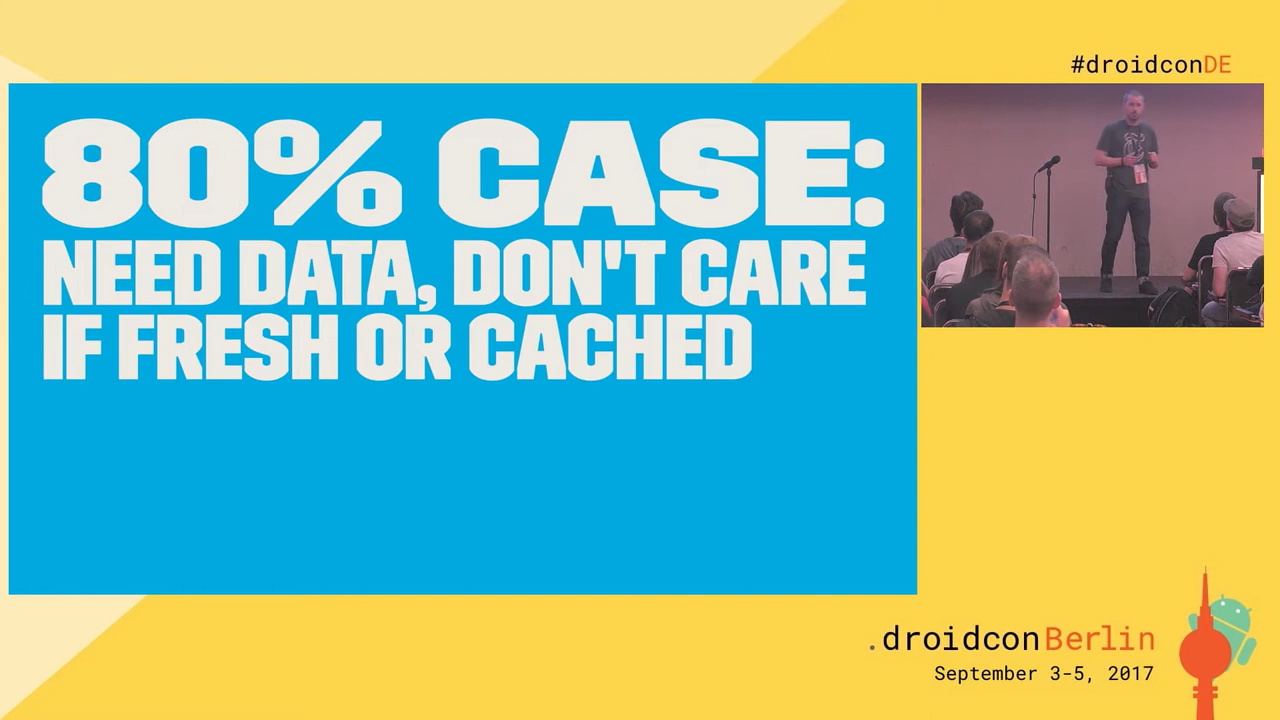 #droidconDE
80% CASE:
NEED DATA, DON'T CARE
IF FRESH OR CACHED
.droidconBerlin
September 3-5, 2017